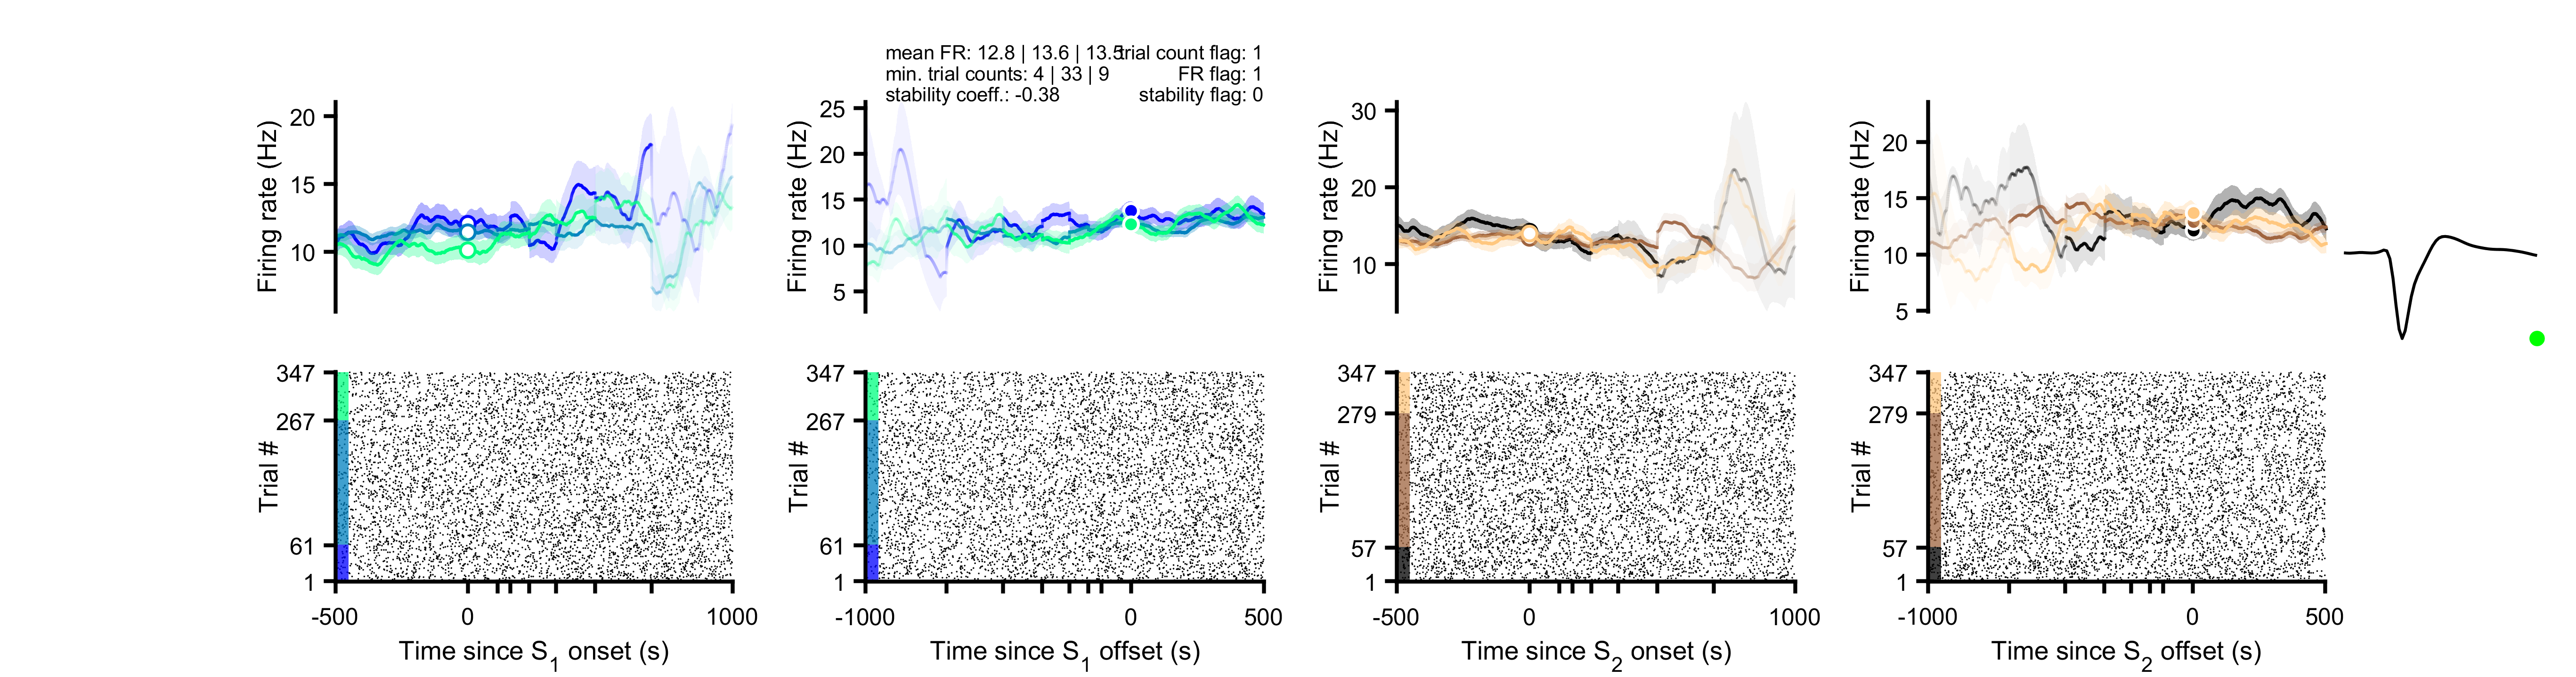 mean FR: 12.8 | 13.6 | 13.5
trial count flag: 1
min. trial counts: 4 | 33 | 9
FR flag: 1
stability coeff.: -0.38
stability flag: 0
Firing rate (Hz)
20
15
10
Firing rate (Hz)
25
20
15
10
5
Firing rate (Hz)
30
20
10
Firing rate (Hz)
20
15
10
5
Trial #
347
267
61
1
-500
0
1000
Time since S1 onset (s)
Trial #
347
267
61
1
-1000
0
500
Time since S1 offset (s)
Trial #
347
279
57
1
-500
0
1000
Time since S2 onset (s)
Trial #
347
279
57
1
-1000
0
500
Time since S2 offset (s)